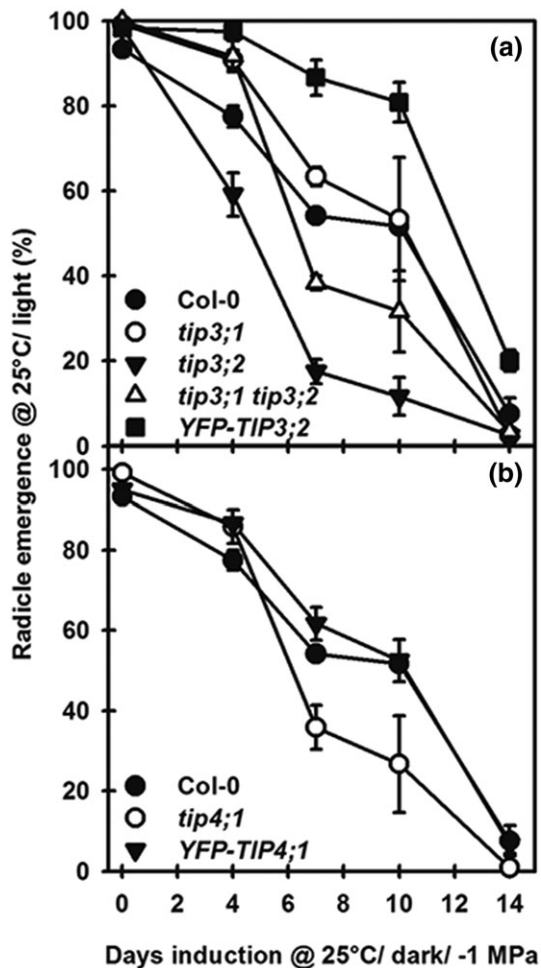 Radicle emergence @ 25°C/ light (%)
(a)
100
80
60
40
20
0
Col-0
tip3;1
tip3;2
tip3;1 tip3;2
YFP-TIP3;2
(b)
100
80
60
40
20
0
Col-0
tip4;1
YFP-TIP4;1
0 2 4 6 8 10 12 14
Days induction @ 25°C/ dark/ -1 MPa